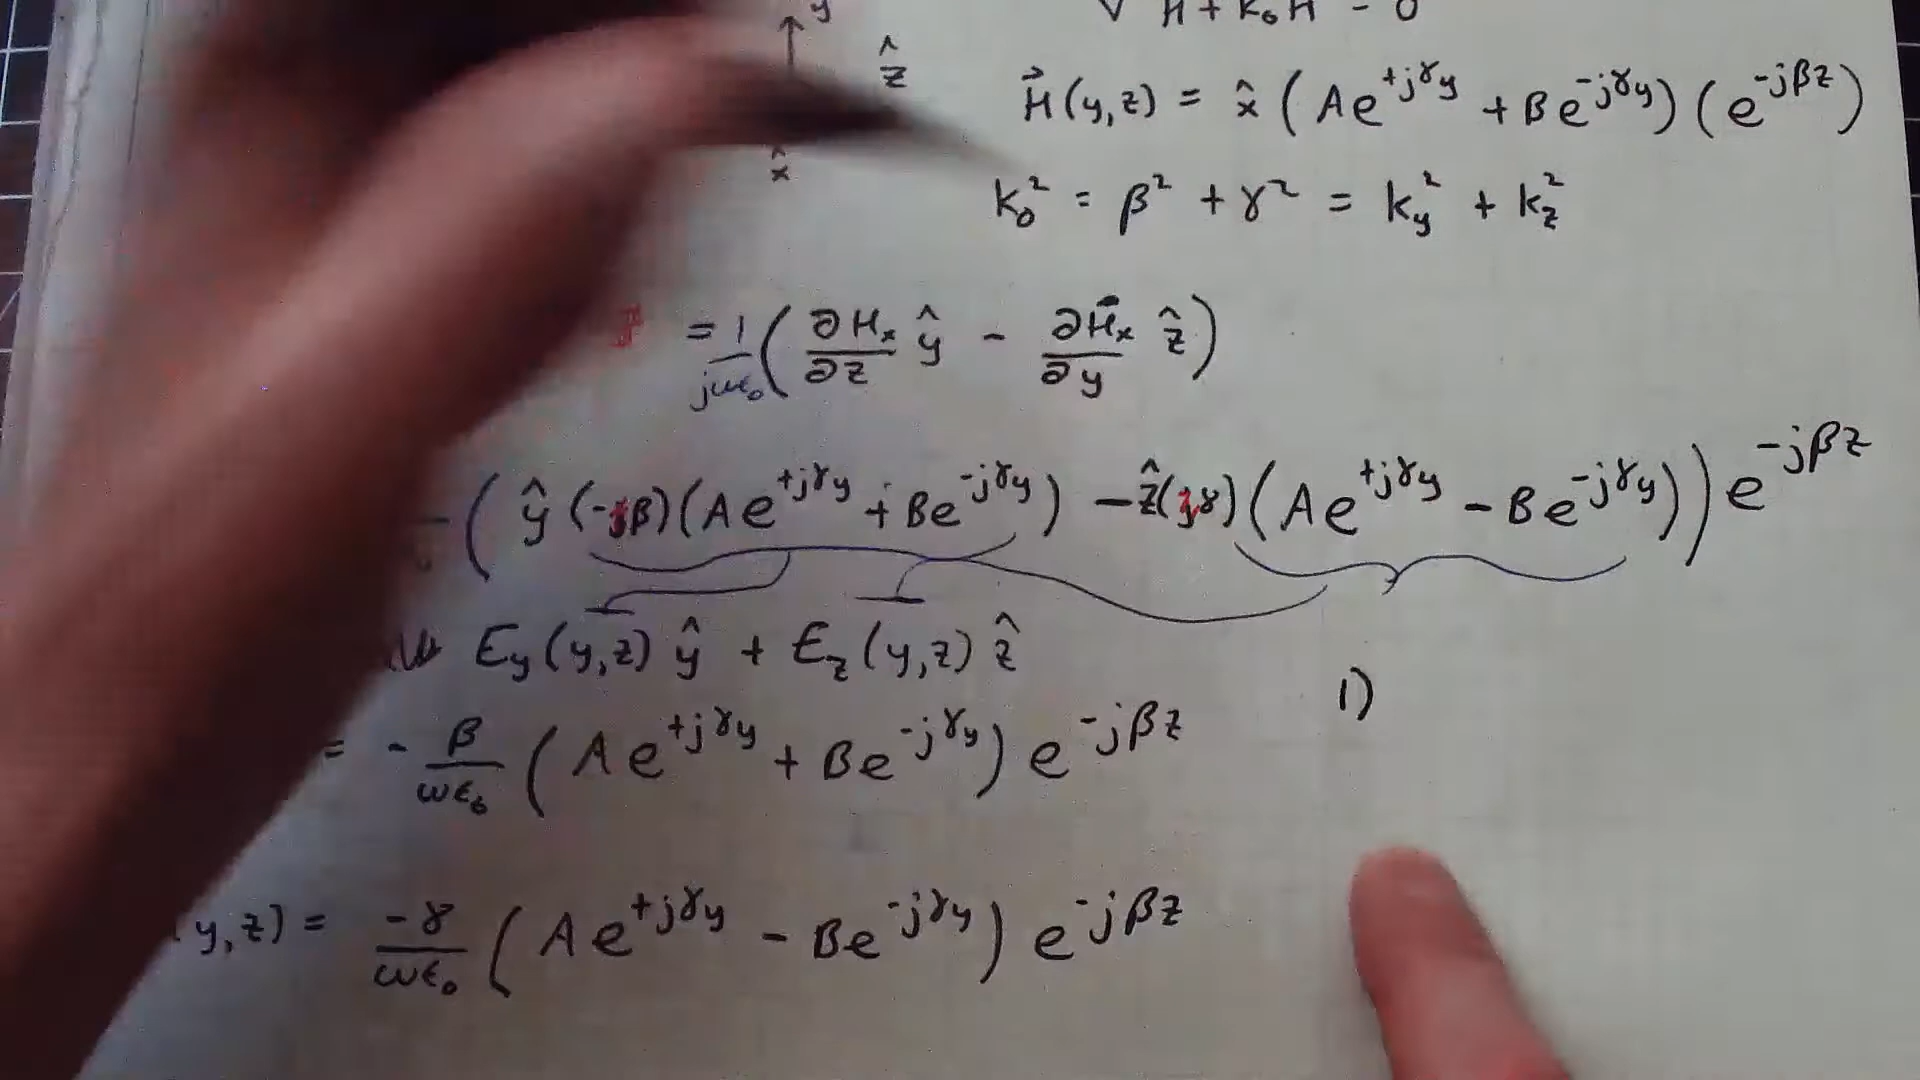 y
∇ H + k₀ H = 0
ẑ
H⃗(y,z) = x̂ (Ae^{+jγy} + Be^{-jγy}) (e^{-jβz})
x̂
k₀² = β² + γ² = k_y² + k_z²
= 1/jωε₀ (∂Hₓ/∂z ŷ - ∂Hₓ/∂y ẑ)
(ŷ (-jβ)(Ae^{+jγy} + Be^{-jγy}) - ẑ(jγ)(Ae^{+jγy} - Be^{-jγy})) e^{-jβz}
E_y(y,z) ŷ + E_z(y,z) ẑ
1)
= - β/ωε₀ (Ae^{+jγy} + Be^{-jγy}) e^{-jβz}
y,z) = -γ/ωε₀ (Ae^{+jγy} - Be^{-jγy}) e^{-jβz}